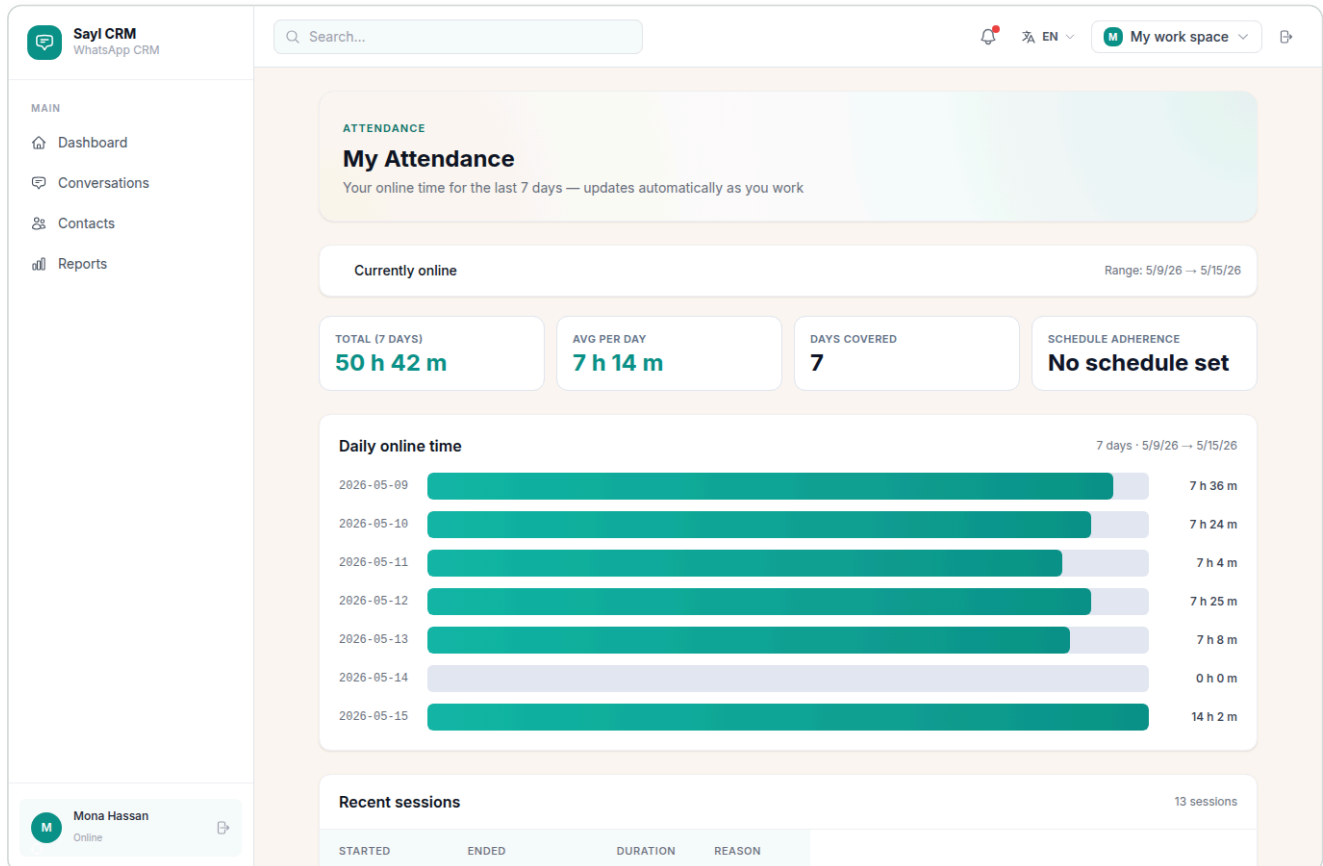 Sayl CRM
WhatsApp CRM
Search...
EN
M
My work space
MAIN
Dashboard
Conversations
Contacts
Reports
M
Mona Hassan
Online
ATTENDANCE
My Attendance
Your online time for the last 7 days — updates automatically as you work
Currently online
Range: 5/9/26 → 5/15/26
TOTAL (7 DAYS)
50 h 42 m
AVG PER DAY
7 h 14 m
DAYS COVERED
7
SCHEDULE ADHERENCE
No schedule set
Daily online time
7 days · 5/9/26 → 5/15/26
2026-05-09 7 h 36 m
2026-05-10 7 h 24 m
2026-05-11 7 h 4 m
2026-05-12 7 h 25 m
2026-05-13 7 h 8 m
2026-05-14 0 h 0 m
2026-05-15 14 h 2 m
Recent sessions
13 sessions
STARTED ENDED DURATION REASON